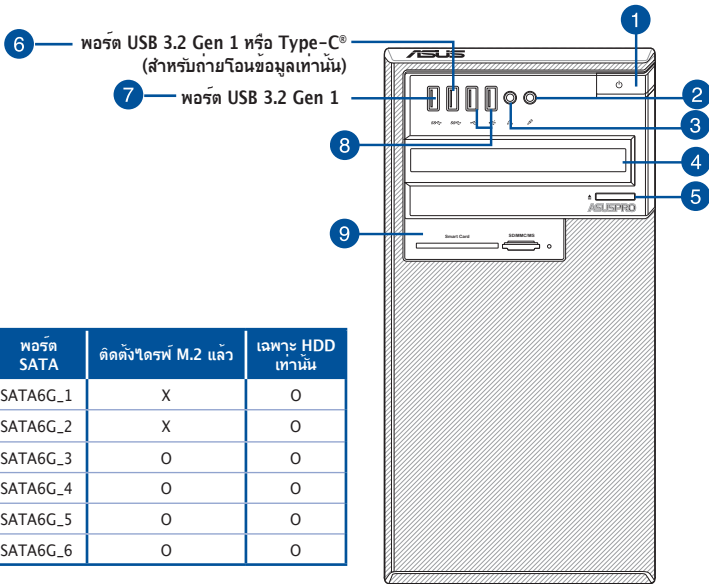 1
6 พอร์ต USB 3.2 Gen 1 หรือ Type-C®
(สำหรับถ่ายโอนข้อมูลเท่านั้น)
ASUS
7 พอร์ต USB 3.2 Gen 1
2
3
8
4
5
ASUSPRO
9
Smart Card SD/MMC/MS
พอร์ต SATA ติดตั้งไดรฟ์ M.2 แล้ว เฉพาะ HDD เท่านั้น
SATA6G_1 X O
SATA6G_2 X O
SATA6G_3 O O
SATA6G_4 O O
SATA6G_5 O O
SATA6G_6 O O